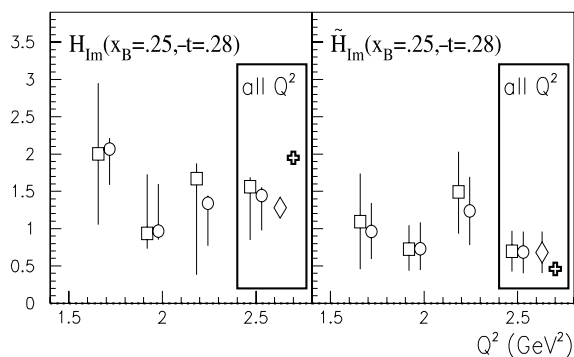 H_Im(x_B=.25,-t=.28)
H̃_Im(x_B=.25,-t=.28)
all Q²
all Q²
3.5
3
2.5
2
1.5
1
0.5
0
1.5
2
2.5
1.5
2
2.5
Q² (GeV²)